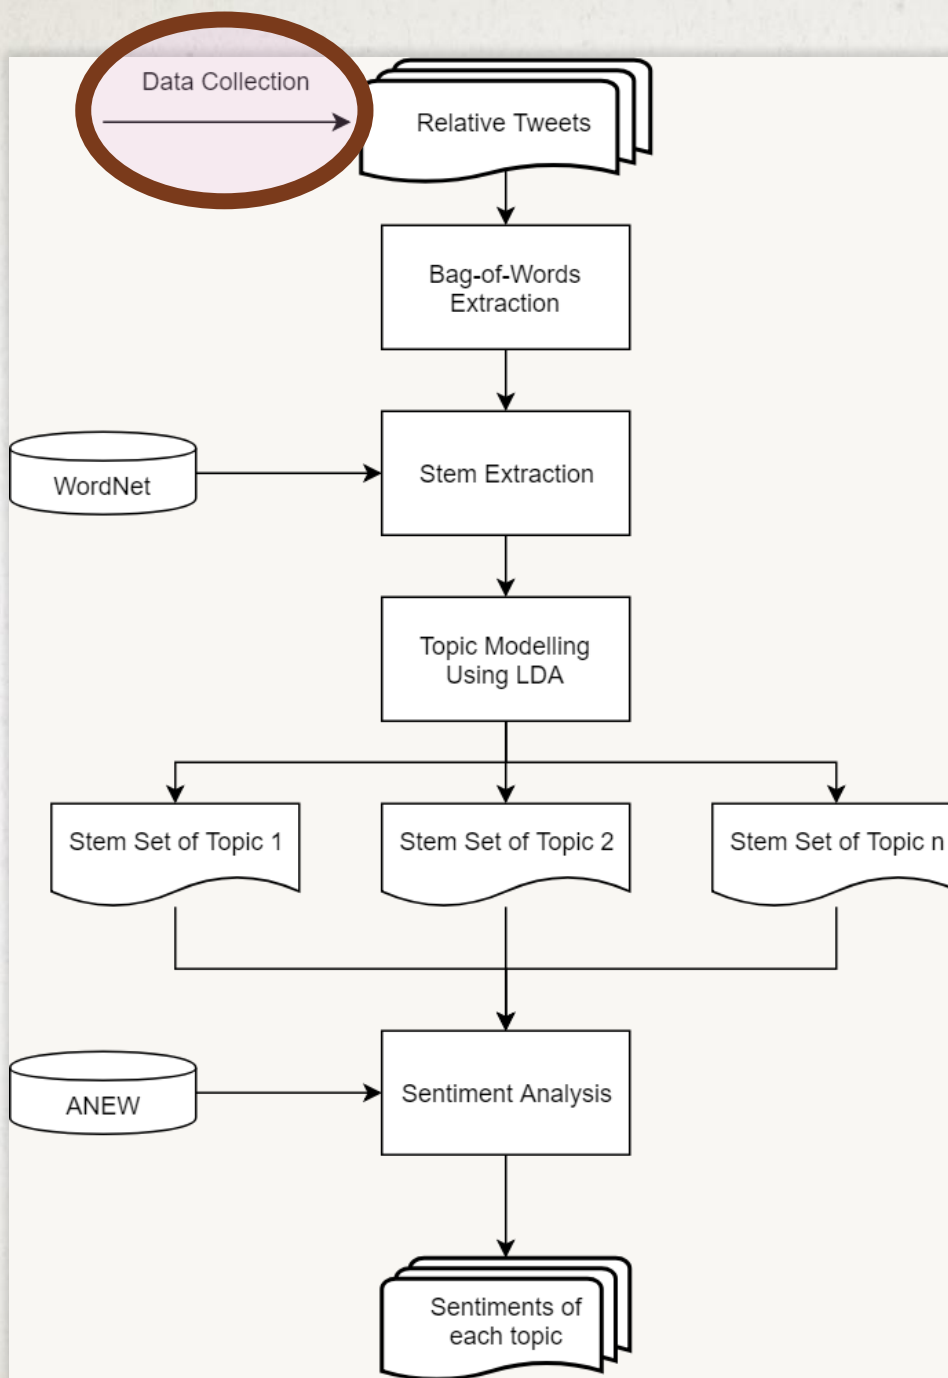 Data Collection
Relative Tweets
Bag-of-Words
Extraction
WordNet
Stem Extraction
Topic Modelling
Using LDA
Stem Set of Topic 1
Stem Set of Topic 2
Stem Set of Topic n
ANEW
Sentiment Analysis
Sentiments of
each topic